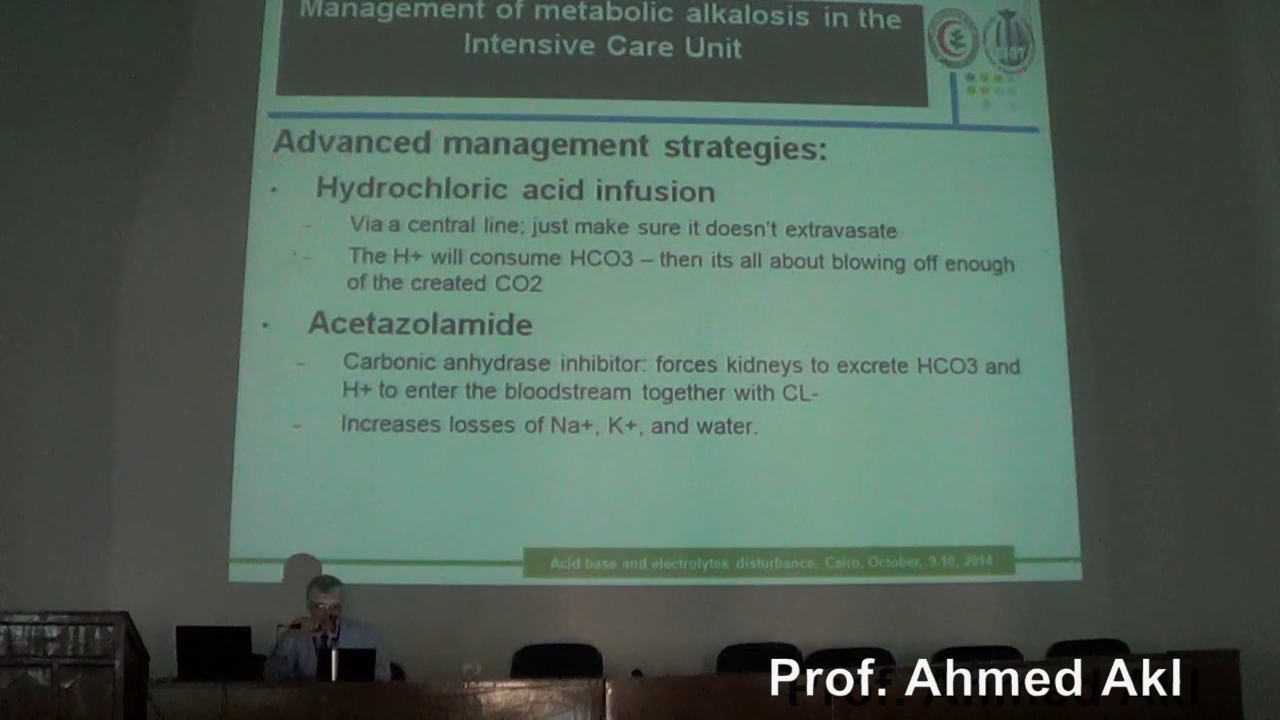 Management of metabolic alkalosis in the
Intensive Care Unit
Advanced management strategies:
• Hydrochloric acid infusion
- Via a central line; just make sure it doesn't extravasate
- The H+ will consume HCO3 – then its all about blowing off enough
of the created CO2
• Acetazolamide
- Carbonic anhydrase inhibitor: forces kidneys to excrete HCO3 and
H+ to enter the bloodstream together with CL-
- Increases losses of Na+, K+, and water.
Acid base and electrolytes disturbance, Cairo, October, 9-10, 2014
Prof. Ahmed Akl